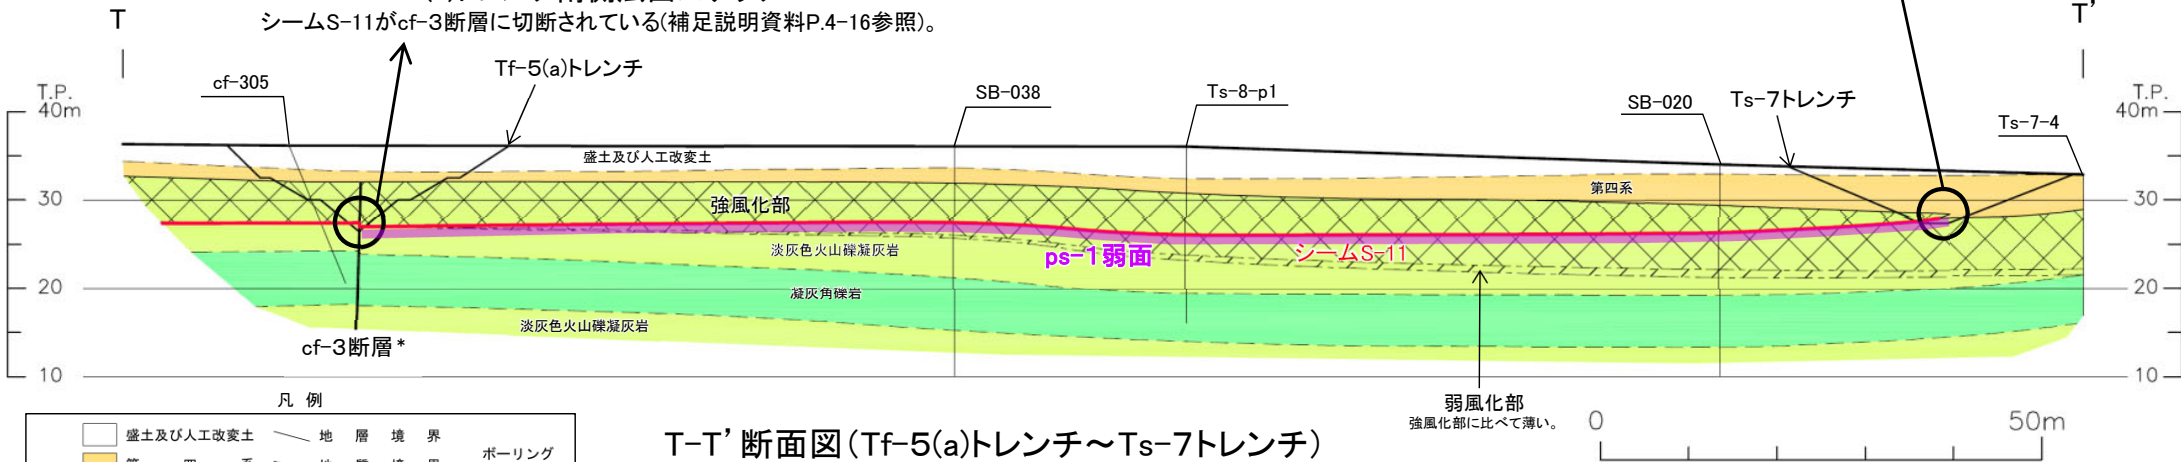 シームS-11がcf-3断層に切断されている(補足説明資料P.4-16参照)。
T
T'
cf-305
Tf-5(a)トレンチ
SB-038
Ts-8-p1
SB-020
Ts-7トレンチ
Ts-7-4
T.P.
40m
T.P.
40m
盛土及び人工改変土
第四系
30
強風化部
30
淡灰色火山礫凝灰岩
ps-1弱面
シームS-11
20
凝灰角礫岩
20
淡灰色火山礫凝灰岩
cf-3断層*
10
10
弱風化部
強風化部に比べて薄い。
凡例
盛土及び人工改変土
地層境界
ボーリング
T-T'断面図(Tf-5(a)トレンチ~Ts-7トレンチ)
0
50m